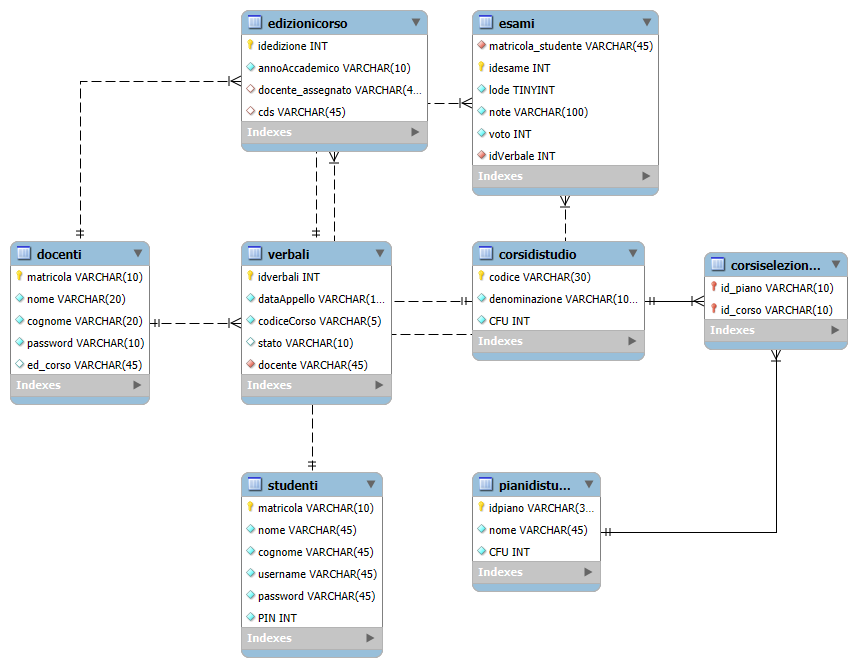 edizionicorso
idedizione INT
annoAccademico VARCHAR(10)
docente_assegnato VARCHAR(4...
cds VARCHAR(45)
Indexes
esami
matricola_studente VARCHAR(45)
idesame INT
lode TINYINT
note VARCHAR(100)
voto INT
idVerbale INT
Indexes
docenti
matricola VARCHAR(10)
nome VARCHAR(20)
cognome VARCHAR(20)
password VARCHAR(10)
ed_corso VARCHAR(45)
Indexes
verbali
idverbali INT
dataAppello VARCHAR(1...
codiceCorso VARCHAR(5)
stato VARCHAR(10)
docente VARCHAR(45)
Indexes
corsidistudio
codice VARCHAR(30)
denominazione VARCHAR(10...
CFU INT
Indexes
corsiselezion...
id_piano VARCHAR(10)
id_corso VARCHAR(10)
Indexes
studenti
matricola VARCHAR(10)
nome VARCHAR(45)
cognome VARCHAR(45)
username VARCHAR(45)
password VARCHAR(45)
PIN INT
Indexes
pianidistu...
idpiano VARCHAR(3...
nome VARCHAR(45)
CFU INT
Indexes